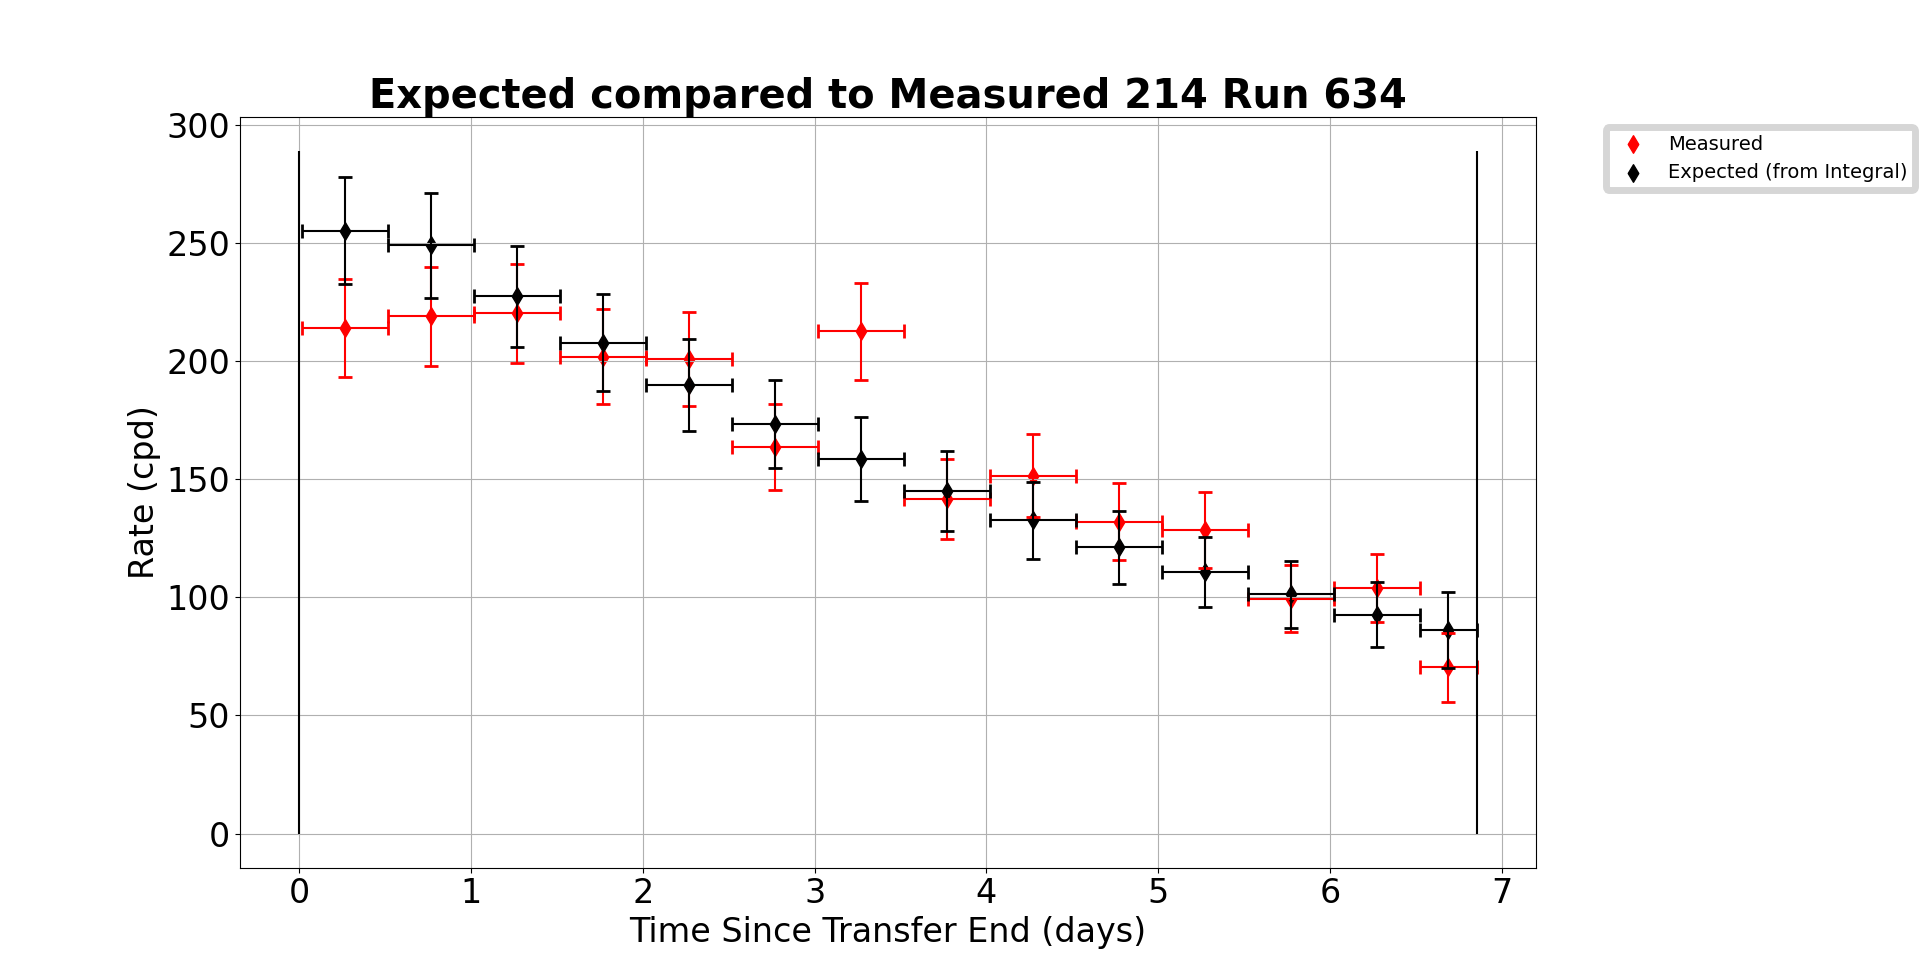 Expected compared to Measured 214 Run 634
Measured
Expected (from Integral)
300
250
200
150
100
50
0
Rate (cpd)
0 1 2 3 4 5 6 7
Time Since Transfer End (days)